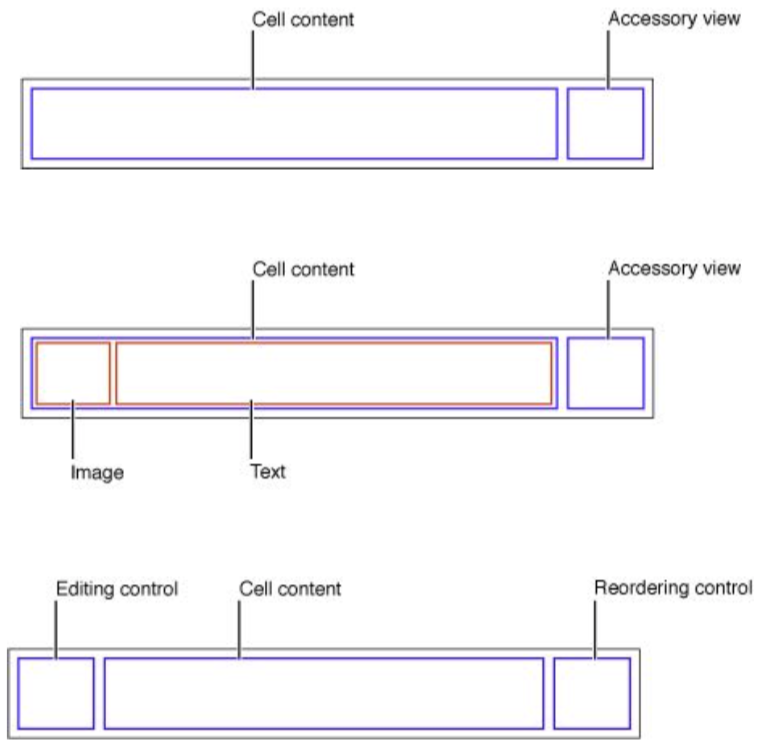 Cell content Accessory view
Cell content Accessory view
Image Text
Editing control Cell content Reordering control